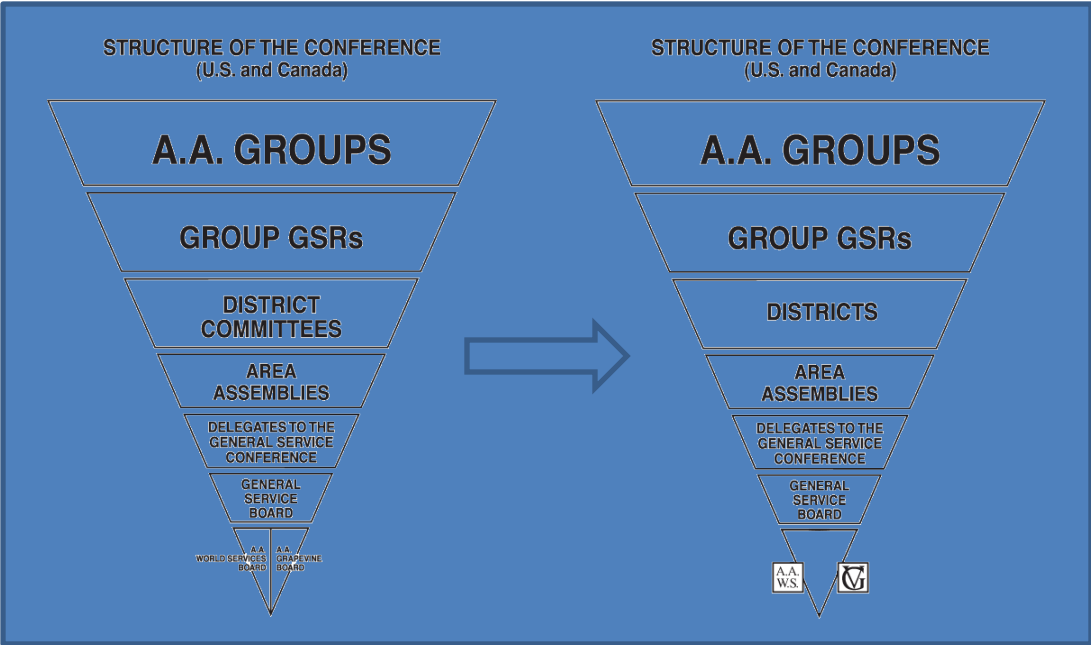 STRUCTURE OF THE CONFERENCE
(U.S. and Canada)
A.A. GROUPS
GROUP GSRs
DISTRICT
COMMITTEES
AREA
ASSEMBLIES
DELEGATES TO THE
GENERAL SERVICE
CONFERENCE
GENERAL
SERVICE
BOARD
A.A.
WORLD SERVICES
BOARD
A.A.
GRAPEVINE
BOARD
STRUCTURE OF THE CONFERENCE
(U.S. and Canada)
A.A. GROUPS
GROUP GSRs
DISTRICTS
AREA
ASSEMBLIES
DELEGATES TO THE
GENERAL SERVICE
CONFERENCE
GENERAL
SERVICE
BOARD
A.A.
W.S.
GV